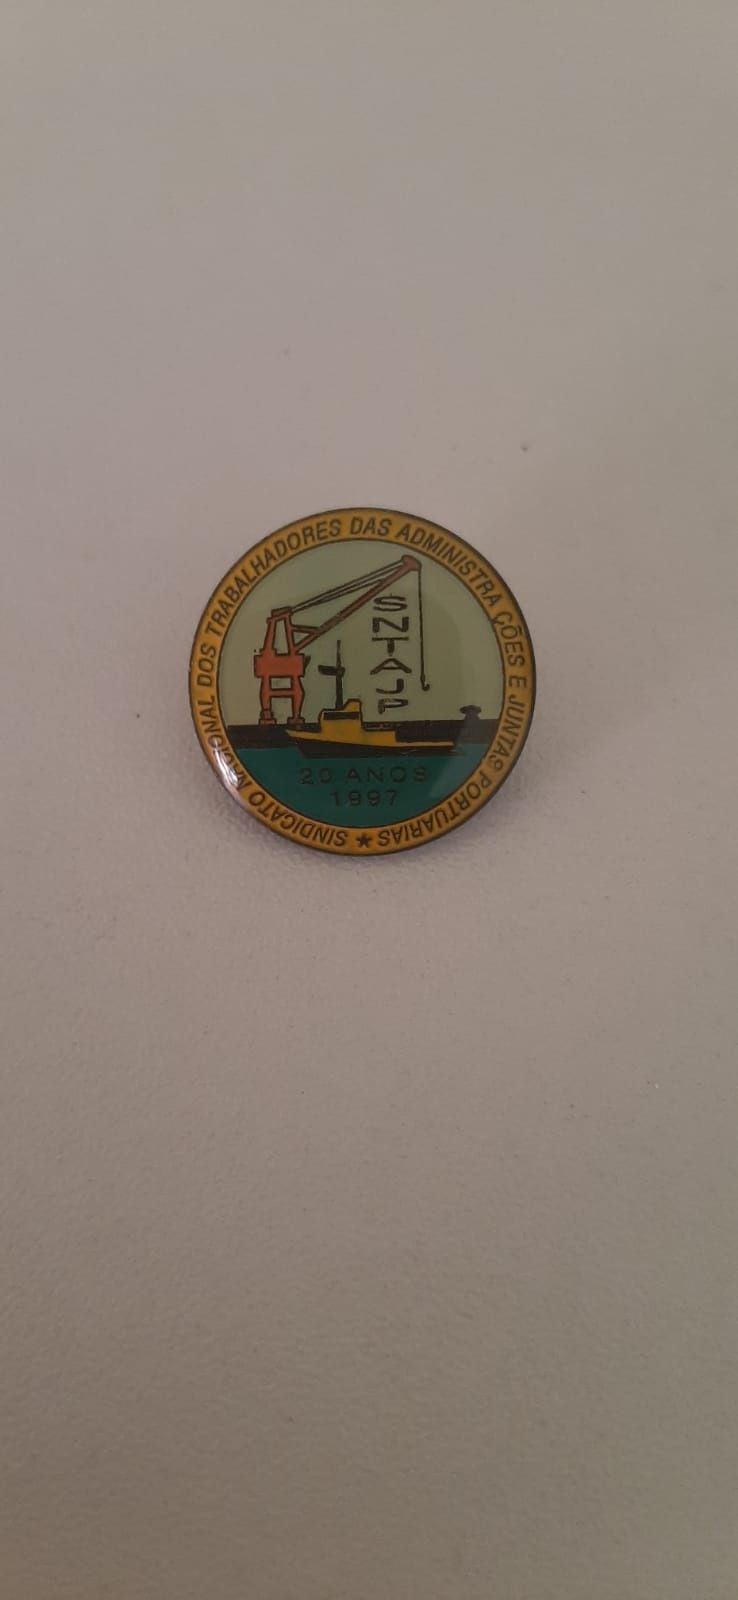 SINDICATO NACIONAL DOS TRABALHADORES DAS ADMINISTRAÇÕES E JUNTAS PORTUARIAS ★
SNTAJP
20 ANOS
1997